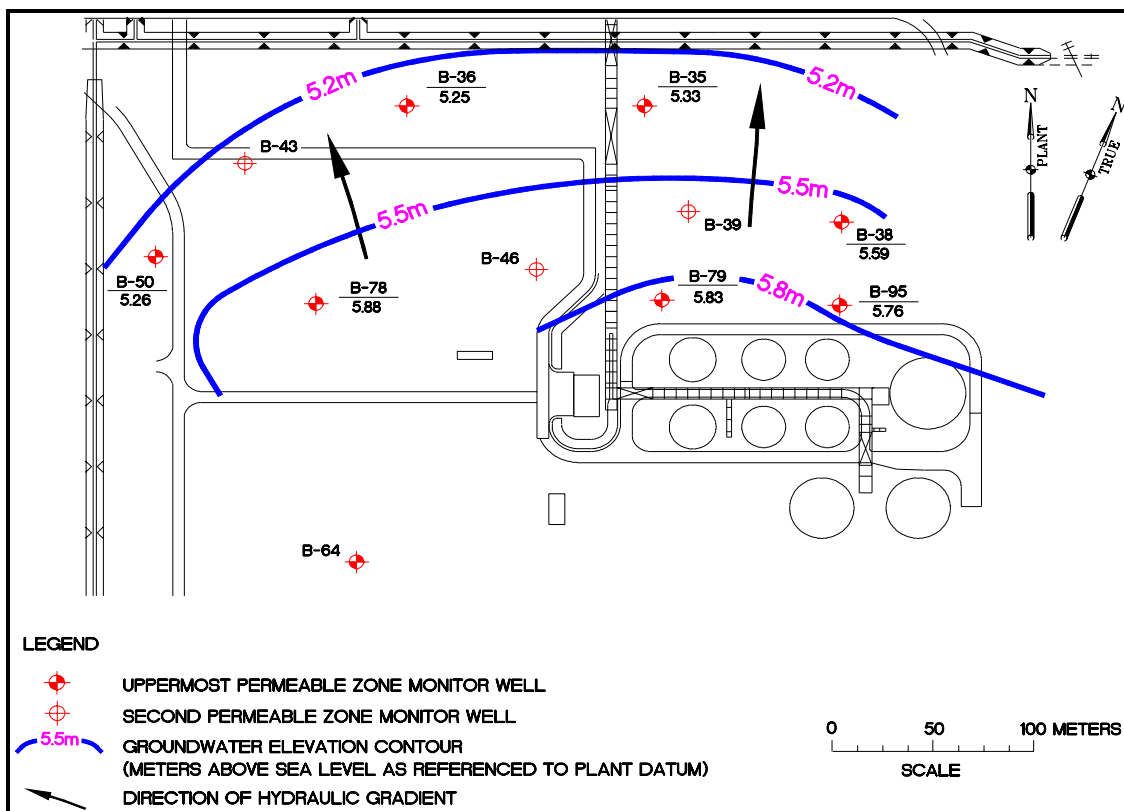 5.2m
B-36
5.25
B-35
5.33
5.2m
N
PLANT
N
TRUE
B-43
5.5m
5.5m
B-39
B-38
5.59
B-50
5.26
B-78
5.88
B-46
B-79
5.83
5.8m
B-95
5.76
B-64
LEGEND
UPPERMOST PERMEABLE ZONE MONITOR WELL
SECOND PERMEABLE ZONE MONITOR WELL
5.5m GROUNDWATER ELEVATION CONTOUR
(METERS ABOVE SEA LEVEL AS REFERENCED TO PLANT DATUM)
DIRECTION OF HYDRAULIC GRADIENT
0 50 100 METERS
SCALE